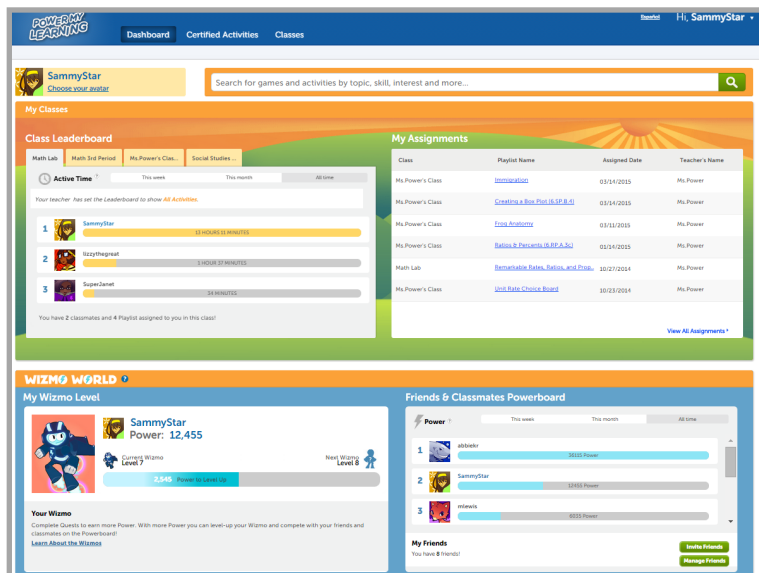 POWER MY
LEARNING
Dashboard
Certified Activities
Classes
Español
Hi, SammyStar
SammyStar
Choose your avatar
Search for games and activities by topic, skill, interest and more...
My Classes
Class Leaderboard
Math Lab
Math 3rd Period
Ms.Power's Clas...
Social Studies ...
Active Time ?
This week
This month
All time
Your teacher has set the Leaderboard to show All Activities.
1
SammyStar
13 HOURS 11 MINUTES
2
lizzythegreat
1 HOUR 37 MINUTES
3
SuperJanet
34 MINUTES
You have 2 classmates and 4 Playlist assigned to you in this class!
My Assignments
Class Playlist Name Assigned Date Teacher's Name
Ms.Power's Class Immigration 03/14/2015 Ms.Power
Ms.Power's Class Creating a Box Plot (6.SP.B.4) 03/14/2015 Ms.Power
Ms.Power's Class Frog Anatomy 03/11/2015 Ms.Power
Ms.Power's Class Ratios & Percents (6.RP.A.3c) 01/14/2015 Ms.Power
Math Lab Remarkable Rates, Ratios, and Prop.. 10/27/2014 Ms.Power
Ms.Power's Class Unit Rate Choice Board 10/23/2014 Ms.Power
View All Assignments
WIZMO WORLD ?
My Wizmo Level
SammyStar
Power: 12,455
Current Wizmo
Level 7
Next Wizmo
Level 8
2,545 Power to Level Up
Your Wizmo
Complete Quests to earn more Power. With more Power you can level-up your Wizmo and compete with your friends and
classmates on the Powerboard!
Learn About the Wizmos
Friends & Classmates Powerboard
Power ?
This week
This month
All time
1
abbiekr
36155 Power
2
SammyStar
12455 Power
3
mlewis
6025 Power
My Friends
You have 8 friends!
Invite Friends
Manage Friends